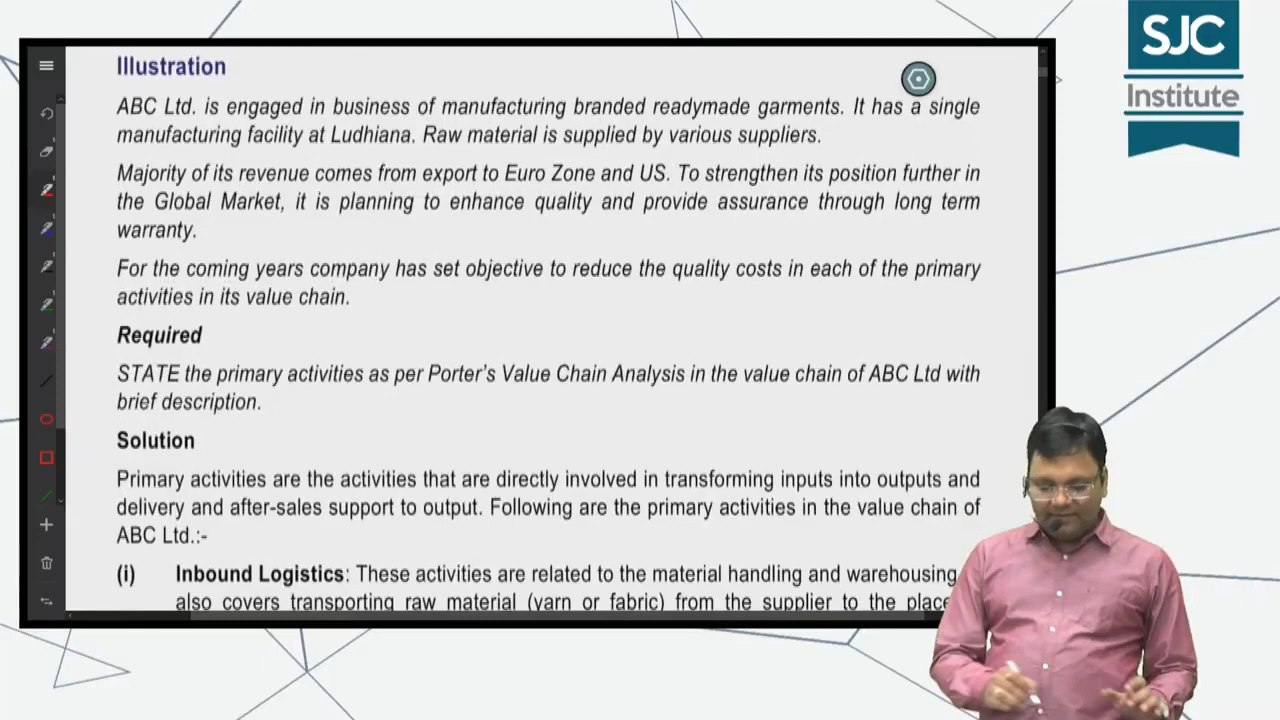 SJC
Institute
Illustration
ABC Ltd. is engaged in business of manufacturing branded readymade garments. It has a single
manufacturing facility at Ludhiana. Raw material is supplied by various suppliers.
Majority of its revenue comes from export to Euro Zone and US. To strengthen its position further in
the Global Market, it is planning to enhance quality and provide assurance through long term
warranty.
For the coming years company has set objective to reduce the quality costs in each of the primary
activities in its value chain.
Required
STATE the primary activities as per Porter's Value Chain Analysis in the value chain of ABC Ltd with
brief description.
Solution
Primary activities are the activities that are directly involved in transforming inputs into outputs and
delivery and after-sales support to output. Following are the primary activities in the value chain of
ABC Ltd.:-
(i) Inbound Logistics: These activities are related to the material handling and warehousing
also covers transporting raw material (yarn or fabric) from the supplier to the place